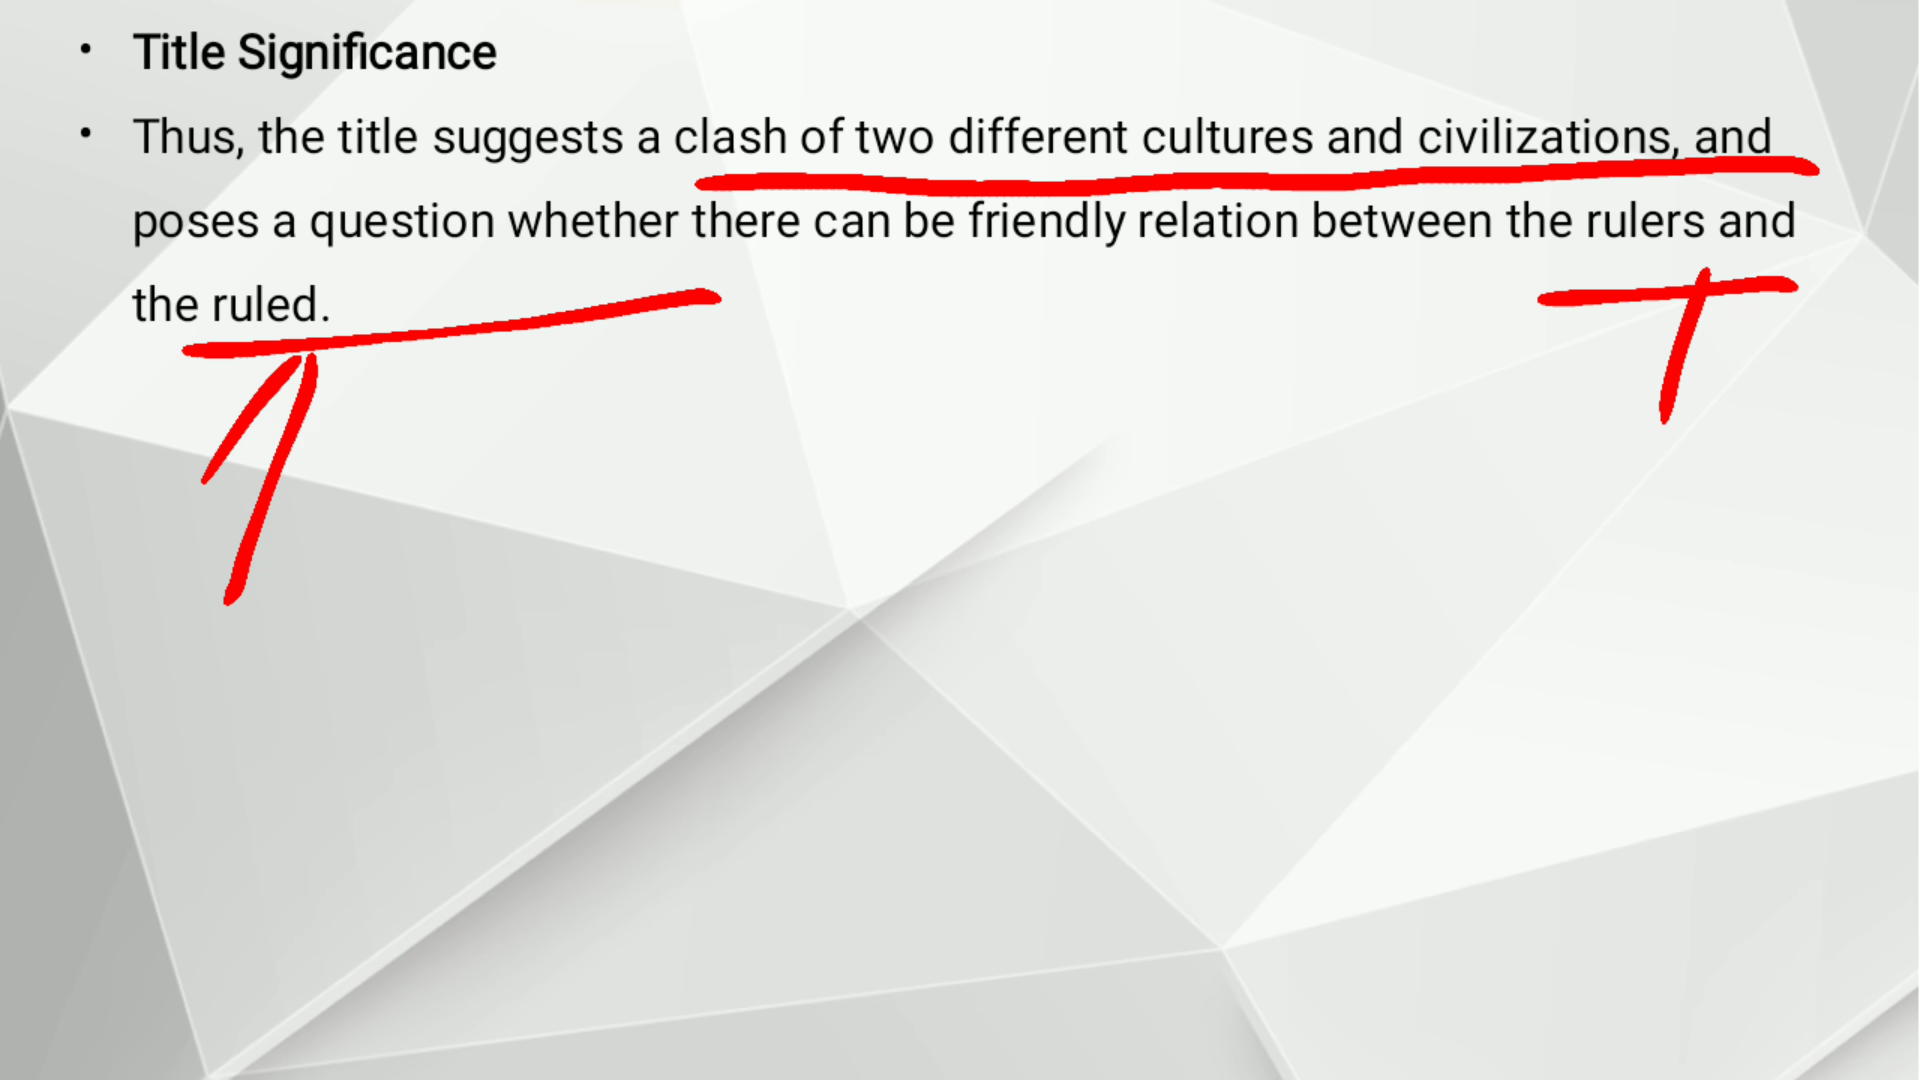 • Title Significance
• Thus, the title suggests a clash of two different cultures and civilizations, and
poses a question whether there can be friendly relation between the rulers and
the ruled.